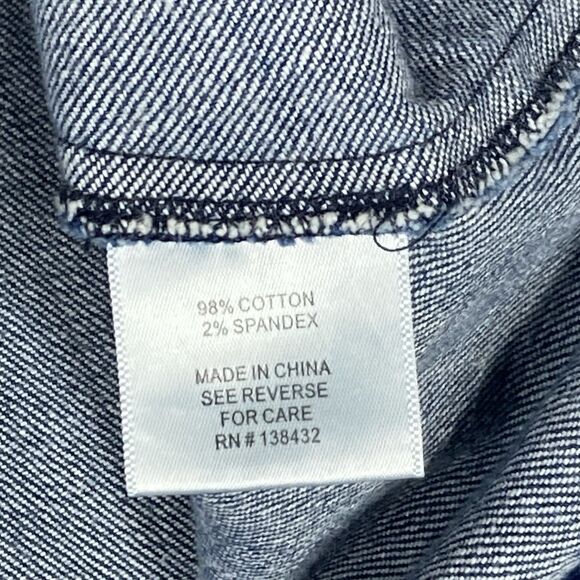 98% COTTON
2% SPANDEX
MADE IN CHINA
SEE REVERSE
FOR CARE
RN # 138432